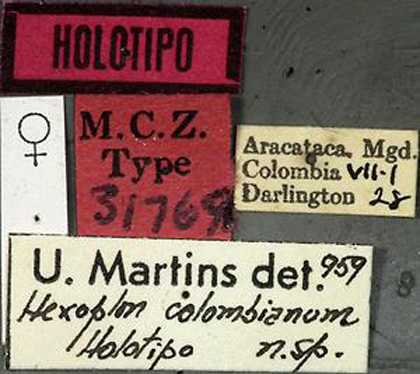 HOLOTIPO
♀
M.C.Z.
Type
31769
Aracataca, Mgd.
Colombia VII-1
Darlington 28
U. Martins det. 959
Hexoplon colombianum
Holotipo n.sp.